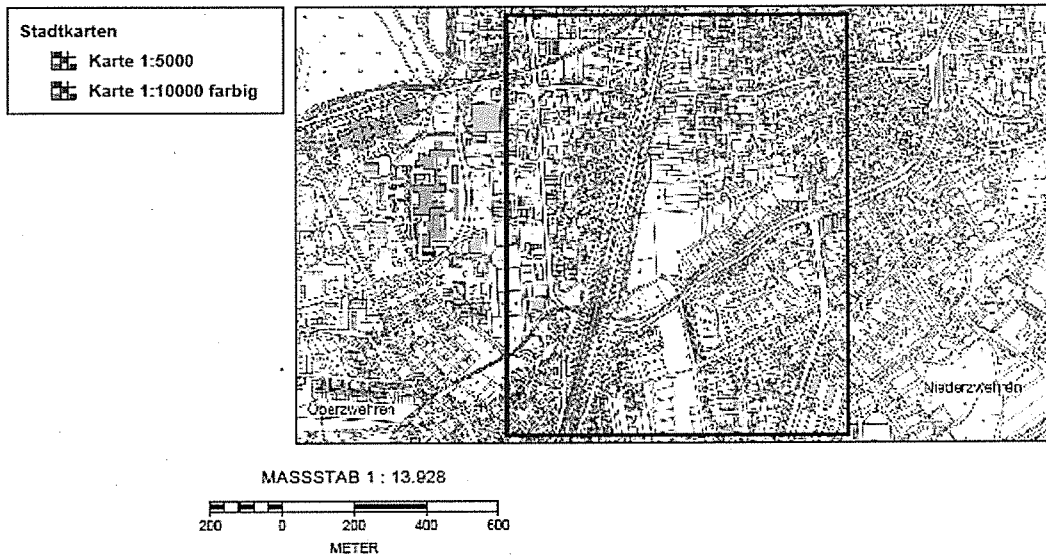 Stadtkarten
Karte 1:5000
Karte 1:10000 farbig
Oberzwehren
Niederzwehren
MASSSTAB 1 : 13.928
200 0 200 400 600
METER